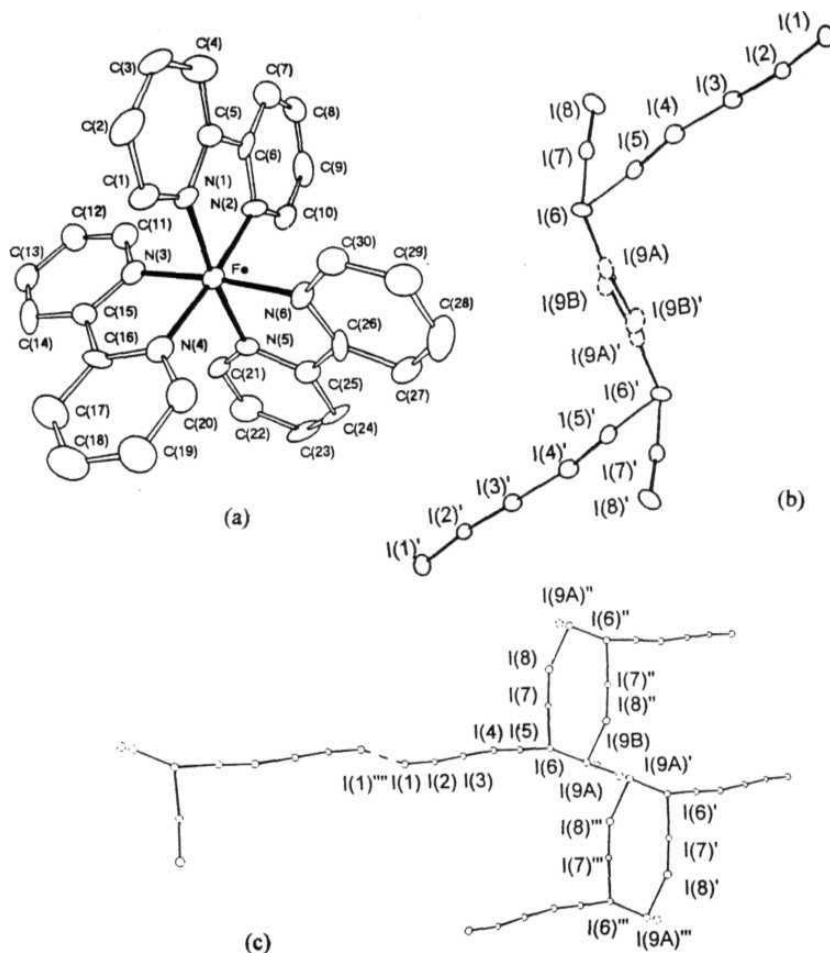 C(4)
C(3)
C(7)
C(5)
C(8)
C(2)
C(6)
C(9)
C(1)
N(1)
N(2)
C(10)
C(12)
C(11)
C(30)
C(29)
C(13)
N(3)
Fe
C(28)
C(15)
N(6)
C(14)
C(16)
N(4)
N(5)
C(26)
C(21)
C(25)
C(27)
C(17)
C(20)
C(22)
C(24)
C(18)
C(19)
C(23)
(a)
I(1)
I(2)
I(3)
I(8)
I(4)
I(7)
I(5)
I(6)
I(9A)
I(9B)
I(9B)'
I(9A)'
I(6)'
I(5)'
I(4)'
I(7)'
I(3)'
I(8)'
I(2)'
I(1)'
(b)
I(9A)"
I(6)"
I(8)
I(7)"
I(7)
I(8)"
I(4) I(5)
I(9B)
I(1)"" I(1) I(2) I(3)
I(6)
I(9A)
I(9A)'
I(6)'
I(8)'''
I(7)'
I(7)'''
I(8)'
I(6)'''
I(9A)'''
(c)